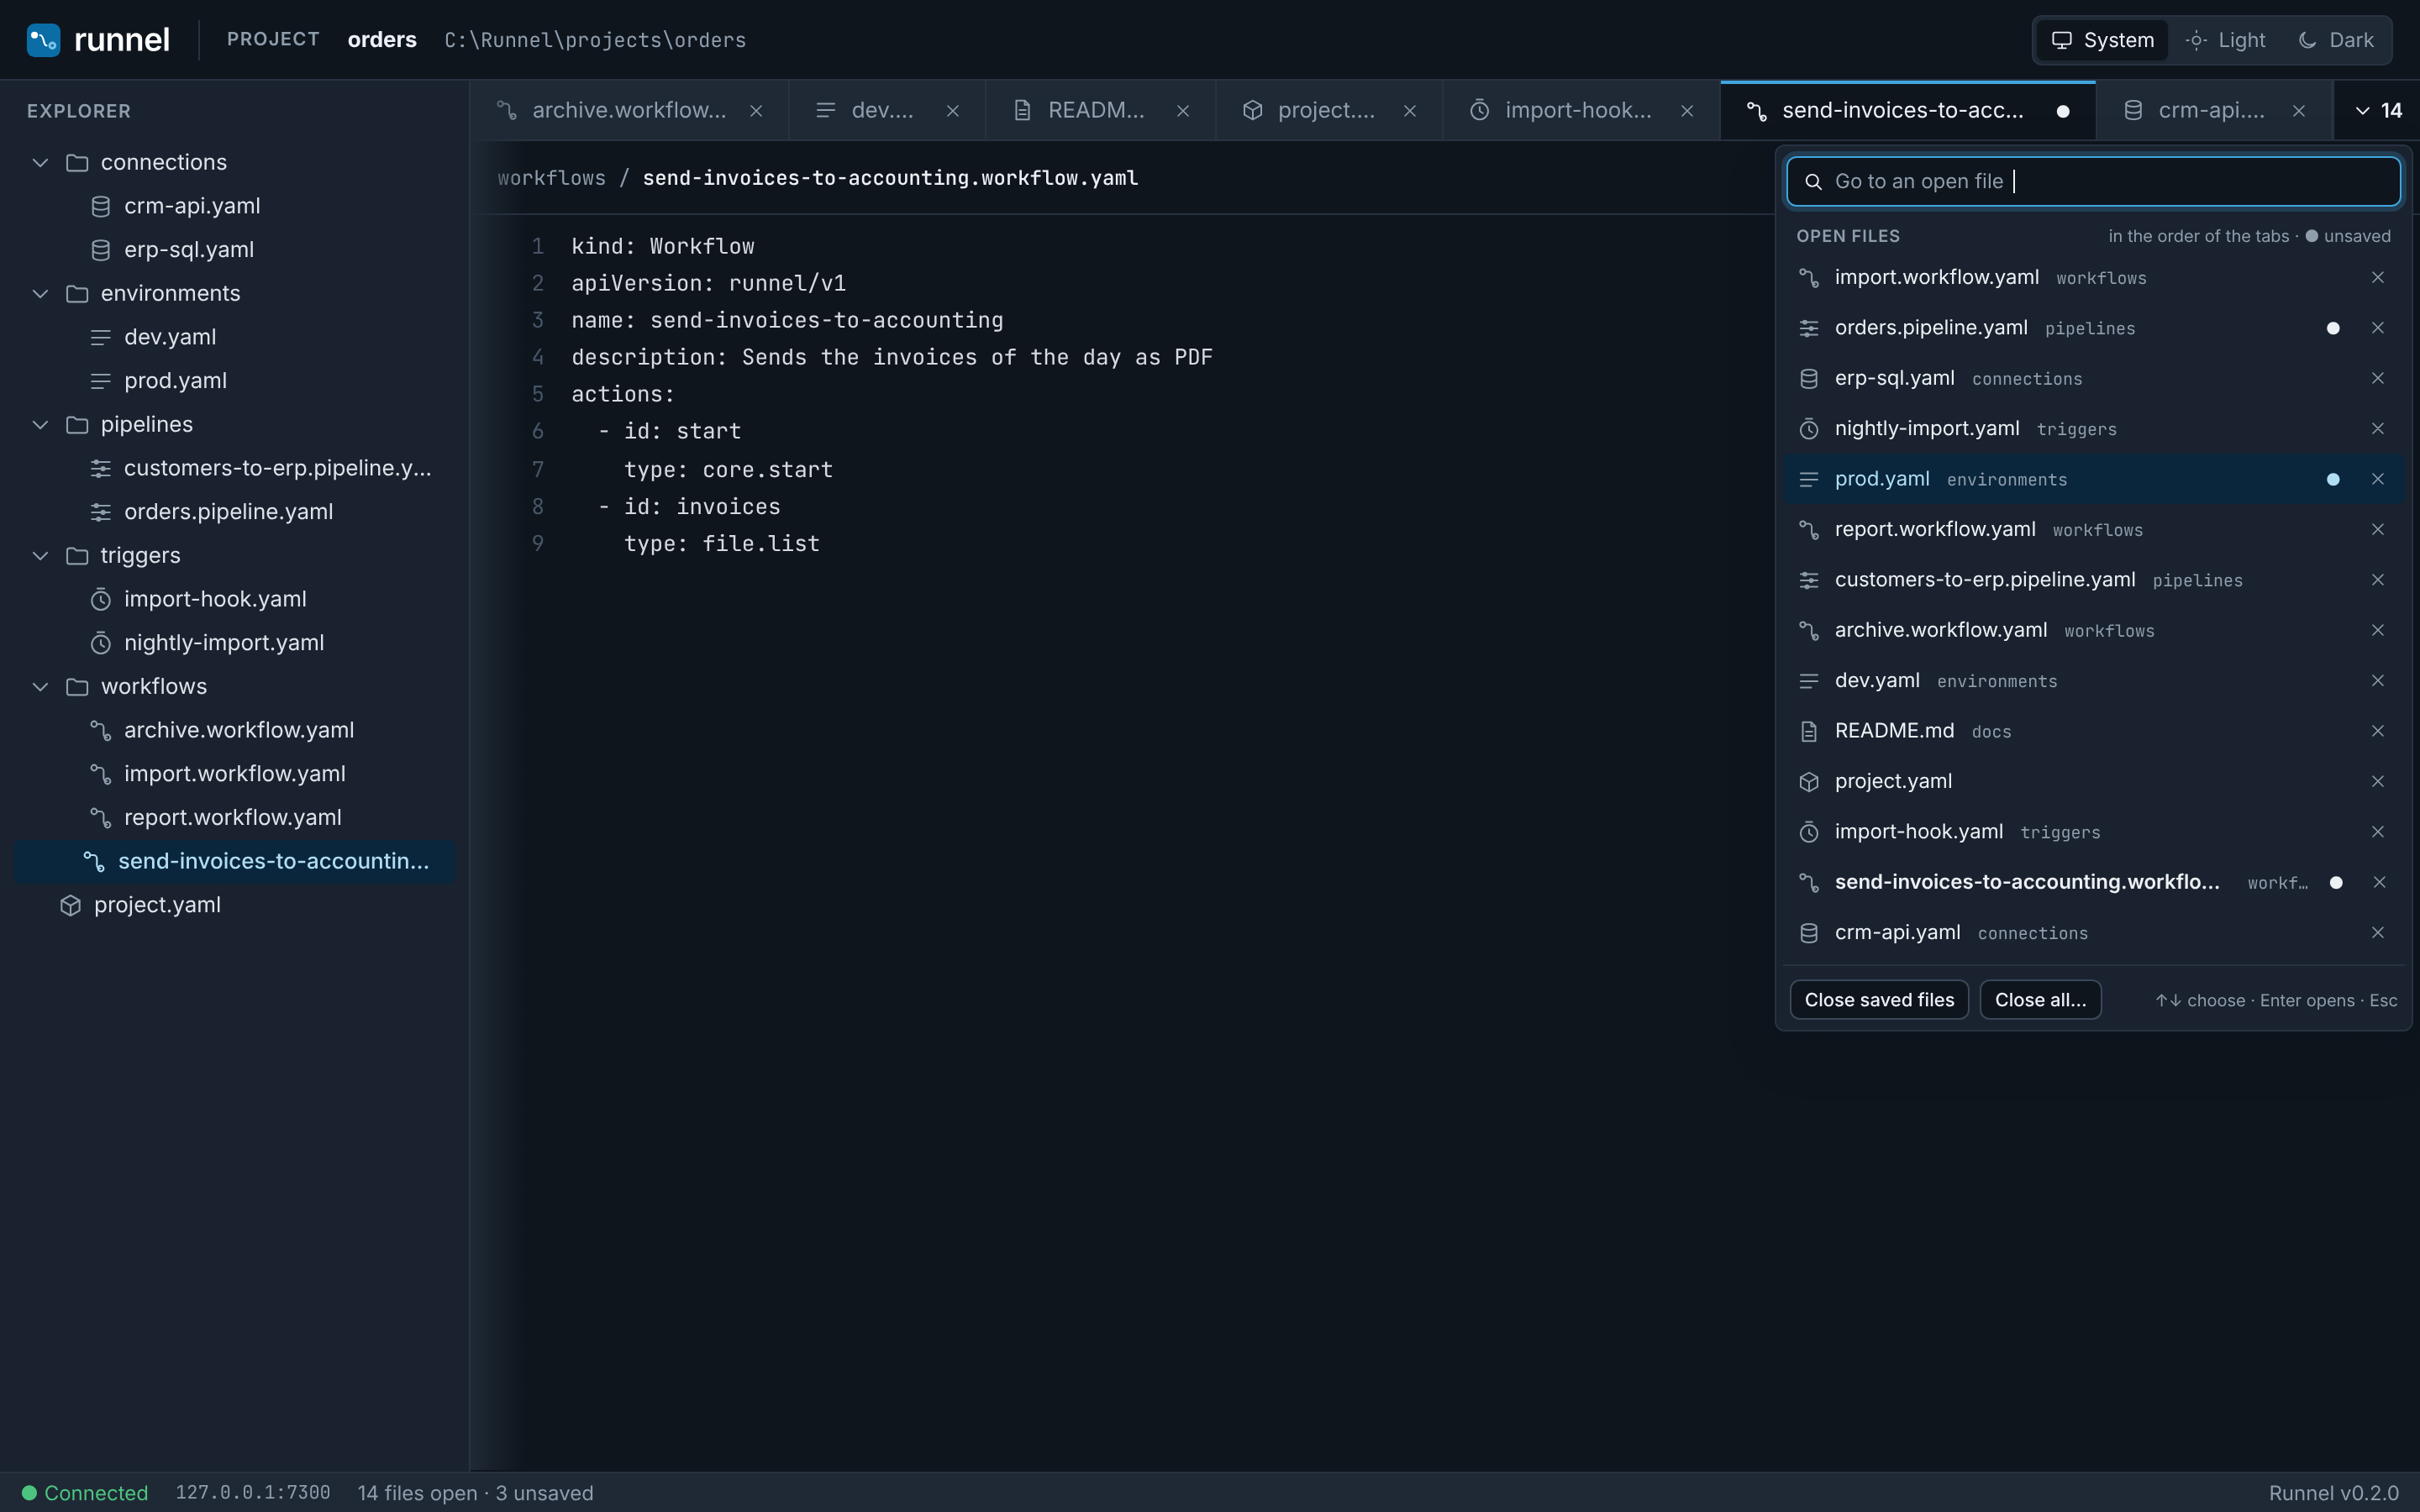 runnel
PROJECT orders C:\Runnel\projects\orders
System Light Dark
EXPLORER
connections
crm-api.yaml
erp-sql.yaml
environments
dev.yaml
prod.yaml
pipelines
customers-to-erp.pipeline.y...
orders.pipeline.yaml
triggers
import-hook.yaml
nightly-import.yaml
workflows
archive.workflow.yaml
import.workflow.yaml
report.workflow.yaml
send-invoices-to-accountin...
project.yaml
archive.workflow... dev.... READM... project.... import-hook... send-invoices-to-acc... crm-api.... 14
workflows / send-invoices-to-accounting.workflow.yaml
1 kind: Workflow
2 apiVersion: runnel/v1
3 name: send-invoices-to-accounting
4 description: Sends the invoices of the day as PDF
5 actions:
6 - id: start
7 type: core.start
8 - id: invoices
9 type: file.list
Go to an open file
OPEN FILES in the order of the tabs · ● unsaved
import.workflow.yaml workflows
orders.pipeline.yaml pipelines
erp-sql.yaml connections
nightly-import.yaml triggers
prod.yaml environments
report.workflow.yaml workflows
customers-to-erp.pipeline.yaml pipelines
archive.workflow.yaml workflows
dev.yaml environments
README.md docs
project.yaml
import-hook.yaml triggers
send-invoices-to-accounting.workflo... workf...
crm-api.yaml connections
Close saved files Close all... ↑↓ choose · Enter opens · Esc
Connected 127.0.0.1:7300 14 files open · 3 unsaved
Runnel v0.2.0